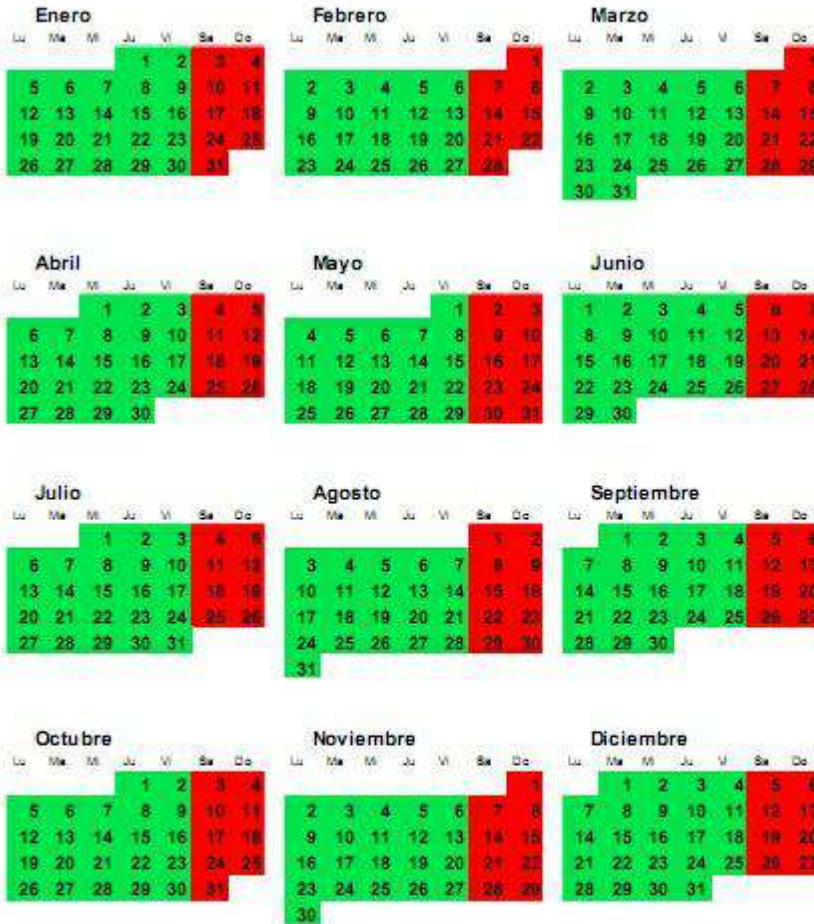 Enero
Lu Ma Mi Ju Vi Sa Do
1 2 3 4
5 6 7 8 9 10 11
12 13 14 15 16 17 18
19 20 21 22 23 24 25
26 27 28 29 30 31
Febrero
Lu Ma Mi Ju Vi Sa Do
1
2 3 4 5 6 7 8
9 10 11 12 13 14 15
16 17 18 19 20 21 22
23 24 25 26 27 28
Marzo
Lu Ma Mi Ju Vi Sa Do
1
2 3 4 5 6 7 8
9 10 11 12 13 14 15
16 17 18 19 20 21 22
23 24 25 26 27 28 29
30 31
Abril
Lu Ma Mi Ju Vi Sa Do
1 2 3 4 5
6 7 8 9 10 11 12
13 14 15 16 17 18 19
20 21 22 23 24 25 26
27 28 29 30
Mayo
Lu Ma Mi Ju Vi Sa Do
1 2 3
4 5 6 7 8 9 10
11 12 13 14 15 16 17
18 19 20 21 22 23 24
25 26 27 28 29 30 31
Junio
Lu Ma Mi Ju Vi Sa Do
1 2 3 4 5 6 7
8 9 10 11 12 13 14
15 16 17 18 19 20 21
22 23 24 25 26 27 28
29 30
Julio
Lu Ma Mi Ju Vi Sa Do
1 2 3 4 5
6 7 8 9 10 11 12
13 14 15 16 17 18 19
20 21 22 23 24 25 26
27 28 29 30 31
Agosto
Lu Ma Mi Ju Vi Sa Do
1 2
3 4 5 6 7 8 9
10 11 12 13 14 15 16
17 18 19 20 21 22 23
24 25 26 27 28 29 30
31
Septiembre
Lu Ma Mi Ju Vi Sa Do
1 2 3 4 5 6
7 8 9 10 11 12 13
14 15 16 17 18 19 20
21 22 23 24 25 26 27
28 29 30
Octubre
Lu Ma Mi Ju Vi Sa Do
1 2 3 4
5 6 7 8 9 10 11
12 13 14 15 16 17 18
19 20 21 22 23 24 25
26 27 28 29 30 31
Noviembre
Lu Ma Mi Ju Vi Sa Do
1
2 3 4 5 6 7 8
9 10 11 12 13 14 15
16 17 18 19 20 21 22
23 24 25 26 27 28 29
30
Diciembre
Lu Ma Mi Ju Vi Sa Do
1 2 3 4 5 6
7 8 9 10 11 12 13
14 15 16 17 18 19 20
21 22 23 24 25 26 27
28 29 30 31